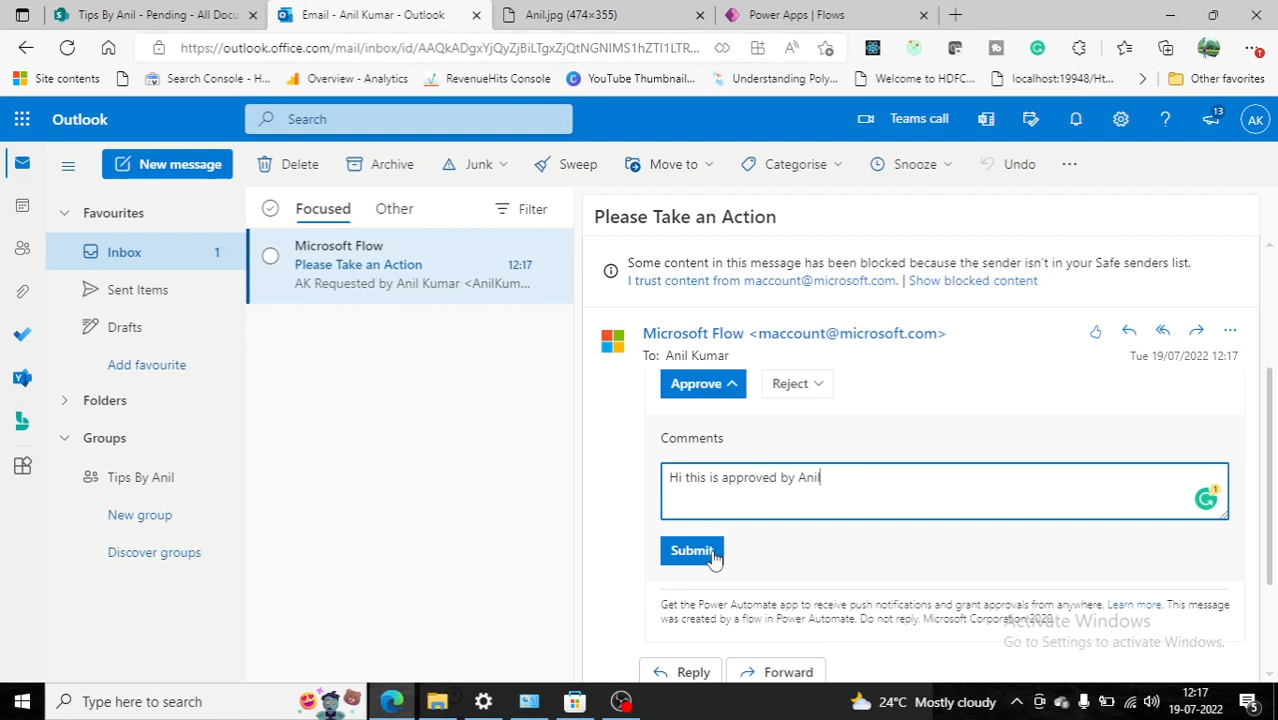 Tips By Anil - Pending - All Docu
Email - Anil Kumar - Outlook
Anil.jpg (474×355)
Power Apps | Flows
https://outlook.office.com/mail/inbox/id/AAQkADgxYjQyZjBiLTgxZjQtNGNIMS1hZTI1LTR...
Site contents
Search Console - H...
Overview - Analytics
RevenueHits Console
YouTube Thumbnail...
Understanding Poly...
Welcome to HDFC...
localhost:19948/Ht...
Other favorites
Outlook
Search
Teams call
13
AK
New message
Delete
Archive
Junk
Sweep
Move to
Categorise
Snooze
Undo
Favourites
Inbox 1
Sent Items
Drafts
Add favourite
Folders
Groups
Tips By Anil
New group
Discover groups
Focused
Other
Filter
Microsoft Flow
Please Take an Action 12:17
AK Requested by Anil Kumar <AnilKum...
Please Take an Action
Some content in this message has been blocked because the sender isn't in your Safe senders list.
I trust content from maccount@microsoft.com. | Show blocked content
Microsoft Flow <maccount@microsoft.com>
To: Anil Kumar
Tue 19/07/2022 12:17
Approve
Reject
Comments
Hi this is approved by Anil
1
Submit
Get the Power Automate app to receive push notifications and grant approvals from anywhere. Learn more. This message
was created by a flow in Power Automate. Do not reply. Microsoft Corporation 2020.
Activate Windows
Go to Settings to activate Windows.
Reply
Forward
Type here to search
24°C Mostly cloudy
12:17
19-07-2022
5